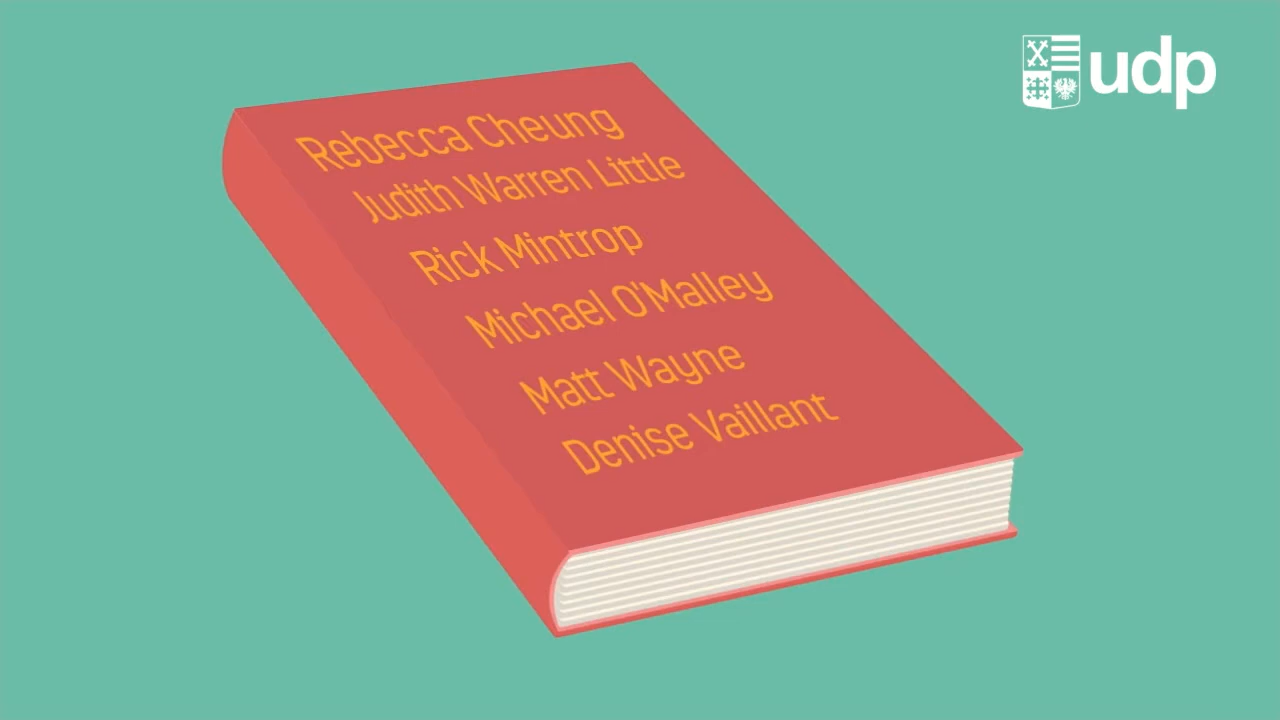 udp
Rebecca Cheung
Judith Warren Little
Rick Mintrop
Michael O'Malley
Matt Wayne
Denise Vaillant